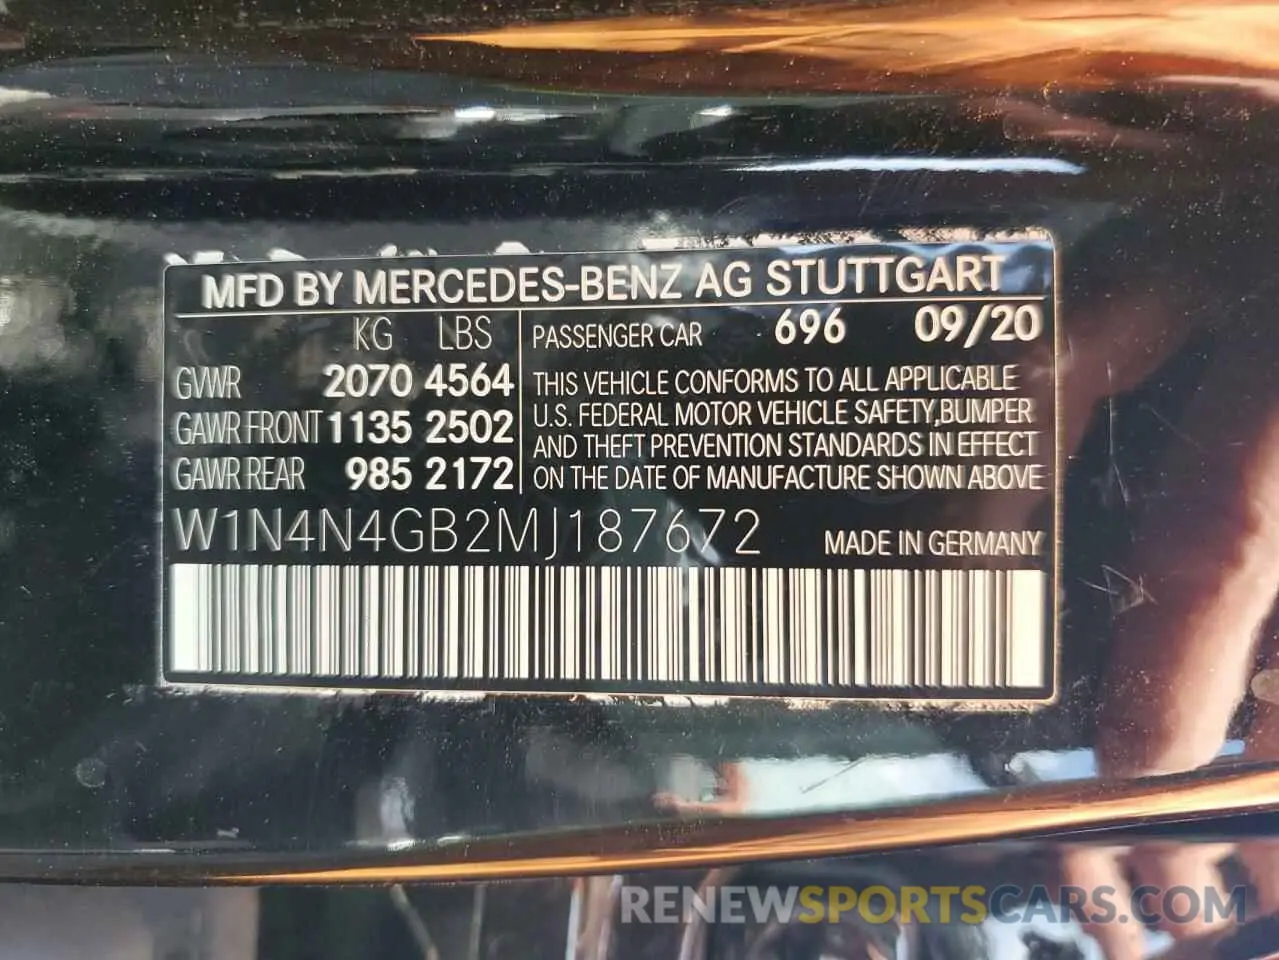 MFD BY MERCEDES-BENZ AG STUTTGART
KG LBS PASSENGER CAR 696 09/20
GVWR 2070 4564
GAWR FRONT 1135 2502
GAWR REAR 985 2172
THIS VEHICLE CONFORMS TO ALL APPLICABLE
U.S. FEDERAL MOTOR VEHICLE SAFETY,BUMPER
AND THEFT PREVENTION STANDARDS IN EFFECT
ON THE DATE OF MANUFACTURE SHOWN ABOVE
W1N4N4GB2MJ187672 MADE IN GERMANY
RENEWSPORTSCARS.COM